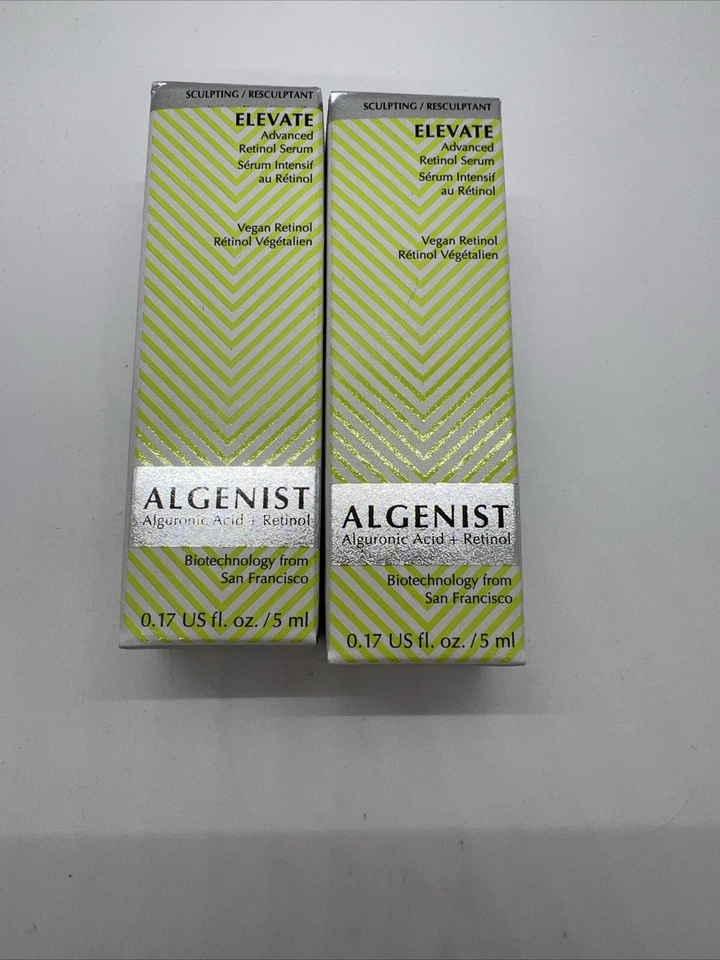 SCULPTING / RESCULPTANT
ELEVATE
Advanced
Retinol Serum
Sérum Intensif
au Rétinol
Vegan Retinol
Rétinol Végétalien
ALGENIST
Alguronic Acid + Retinol
Biotechnology from
San Francisco
0.17 US fl. oz. / 5 ml
SCULPTING / RESCULPTANT
ELEVATE
Advanced
Retinol Serum
Sérum Intensif
au Rétinol
Vegan Retinol
Rétinol Végétalien
ALGENIST
Alguronic Acid + Retinol
Biotechnology from
San Francisco
0.17 US fl. oz. / 5 ml